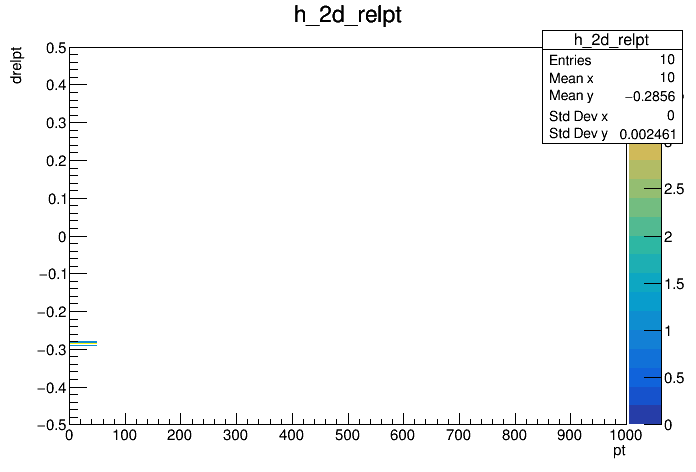 h_2d_relpt
drelpt
h_2d_relpt
Entries 10
Mean x 10
Mean y −0.2856
Std Dev x 0
Std Dev y 0.002461
0.5
0.4
0.3
0.2
0.1
0
−0.1
−0.2
−0.3
−0.4
−0.5
2.5
2
1.5
1
0.5
0
0 100 200 300 400 500 600 700 800 900 1000
pt